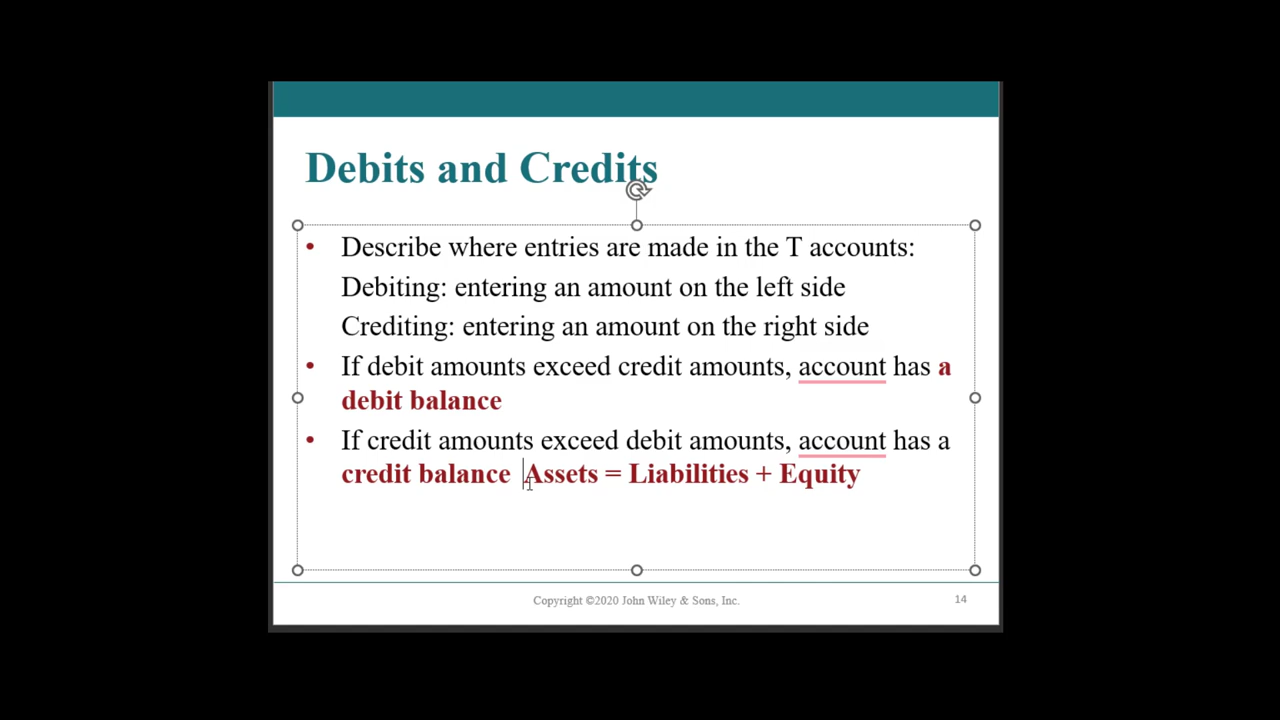 Debits and Credits
• Describe where entries are made in the T accounts:
Debiting: entering an amount on the left side
Crediting: entering an amount on the right side
• If debit amounts exceed credit amounts, account has a
debit balance
• If credit amounts exceed debit amounts, account has a
credit balance Assets = Liabilities + Equity
Copyright ©2020 John Wiley & Sons, Inc.
14